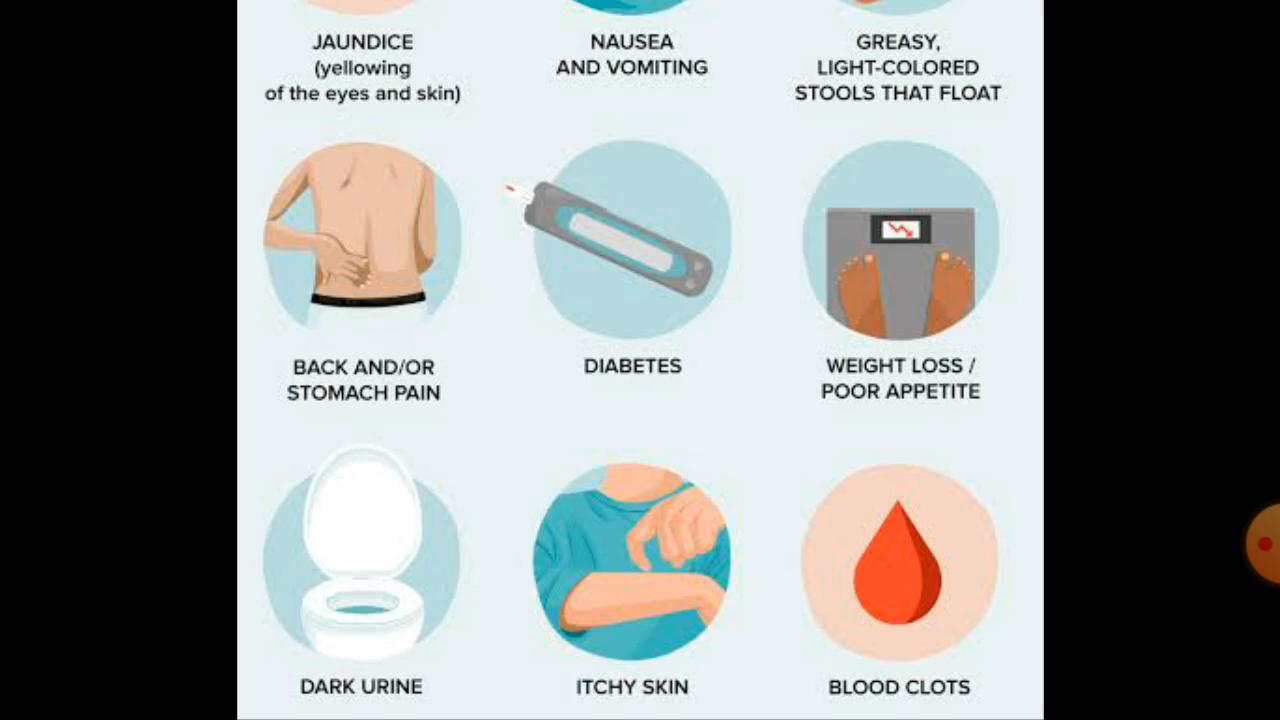 JAUNDICE
(yellowing
of the eyes and skin)
NAUSEA
AND VOMITING
GREASY,
LIGHT-COLORED
STOOLS THAT FLOAT
BACK AND/OR
STOMACH PAIN
DIABETES
WEIGHT LOSS /
POOR APPETITE
DARK URINE
ITCHY SKIN
BLOOD CLOTS